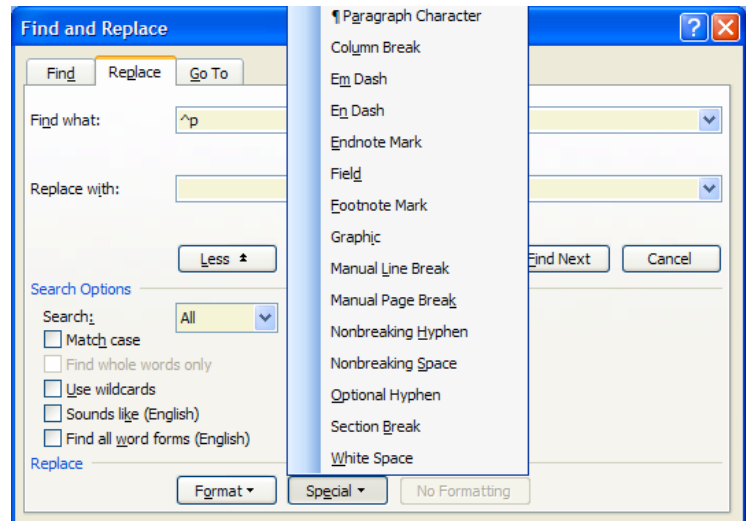 ¶ Paragraph Character
Find and Replace
?
Column Break
Find Replace Go To
Em Dash
En Dash
Find what: ^p
Endnote Mark
Field
Replace with:
Footnote Mark
Graphic
Less Find Next Cancel
Manual Line Break
Search Options
Manual Page Break
Search: All
Nonbreaking Hyphen
Match case
Find whole words only
Nonbreaking Space
Use wildcards
Optional Hyphen
Sounds like (English)
Section Break
Find all word forms (English)
White Space
Replace
Format Special No Formatting